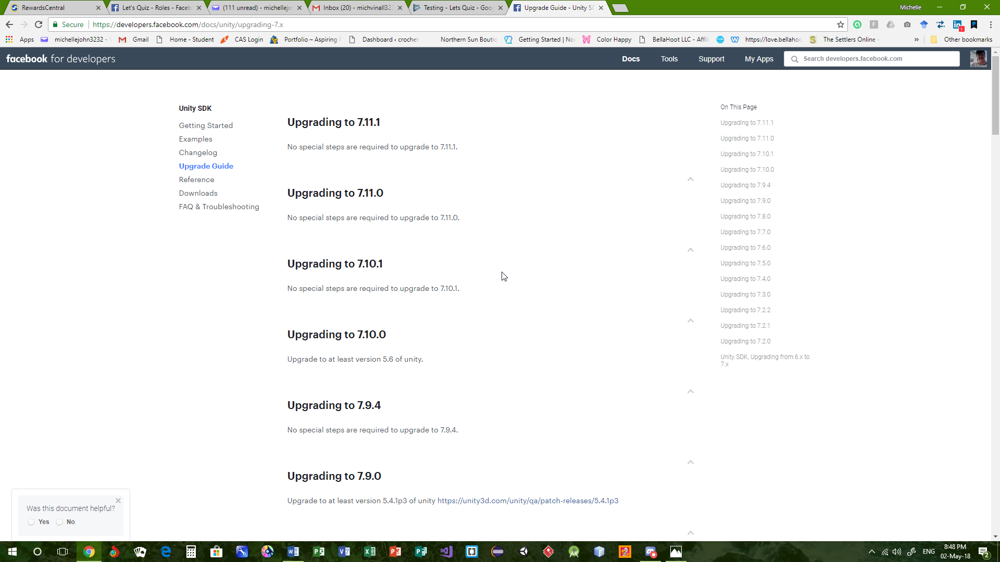 RewardsCentral
Let's Quiz - Roles - Faceb
(111 unread) - michellejo
Inbox (20) - michvinall32
Testing - Lets Quiz - Goo
Upgrade Guide - Unity SD
Michelle
Secure
https://developers.facebook.com/docs/unity/upgrading-7.x
Apps
michellejohn3232 -
Gmail
Home - Student
CAS Login
Portfolio – Aspiring
Dashboard ‹ crochet
Northern Sun Boutiq
Getting Started | No
Color Happy
BellaHoot LLC - Affili
https://love.bellahoo
The Settlers Online -
»
Other bookmarks
facebook for developers
Docs
Tools
Support
My Apps
Search developers.facebook.com
Unity SDK
Getting Started
Examples
Changelog
Upgrade Guide
Reference
Downloads
FAQ & Troubleshooting
Upgrading to 7.11.1
No special steps are required to upgrade to 7.11.1.
Upgrading to 7.11.0
No special steps are required to upgrade to 7.11.0.
Upgrading to 7.10.1
No special steps are required to upgrade to 7.10.1.
Upgrading to 7.10.0
Upgrade to at least version 5.6 of unity.
Upgrading to 7.9.4
No special steps are required to upgrade to 7.9.4.
Upgrading to 7.9.0
Upgrade to at least version 5.4.1p3 of unity https://unity3d.com/unity/qa/patch-releases/5.4.1p3
On This Page
Upgrading to 7.11.1
Upgrading to 7.11.0
Upgrading to 7.10.1
Upgrading to 7.10.0
Upgrading to 7.9.4
Upgrading to 7.9.0
Upgrading to 7.8.0
Upgrading to 7.7.0
Upgrading to 7.6.0
Upgrading to 7.5.0
Upgrading to 7.4.0
Upgrading to 7.3.0
Upgrading to 7.2.2
Upgrading to 7.2.1
Upgrading to 7.2.0
Unity SDK, Upgrading from 6.x to
7.x
Was this document helpful?
Yes
No
ENG
8:48 PM
02-May-18
2